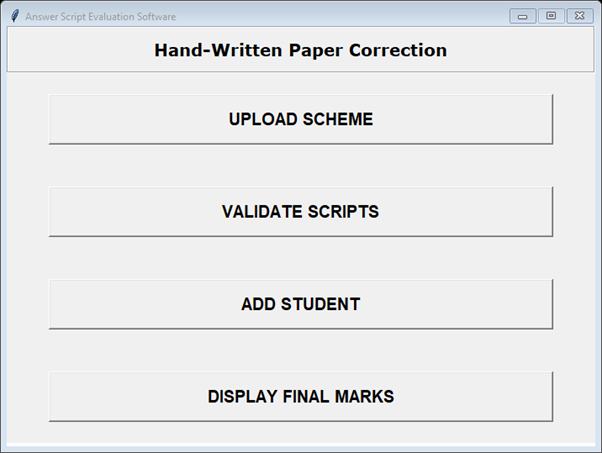 Answer Script Evaluation Software
Hand-Written Paper Correction
UPLOAD SCHEME
VALIDATE SCRIPTS
ADD STUDENT
DISPLAY FINAL MARKS